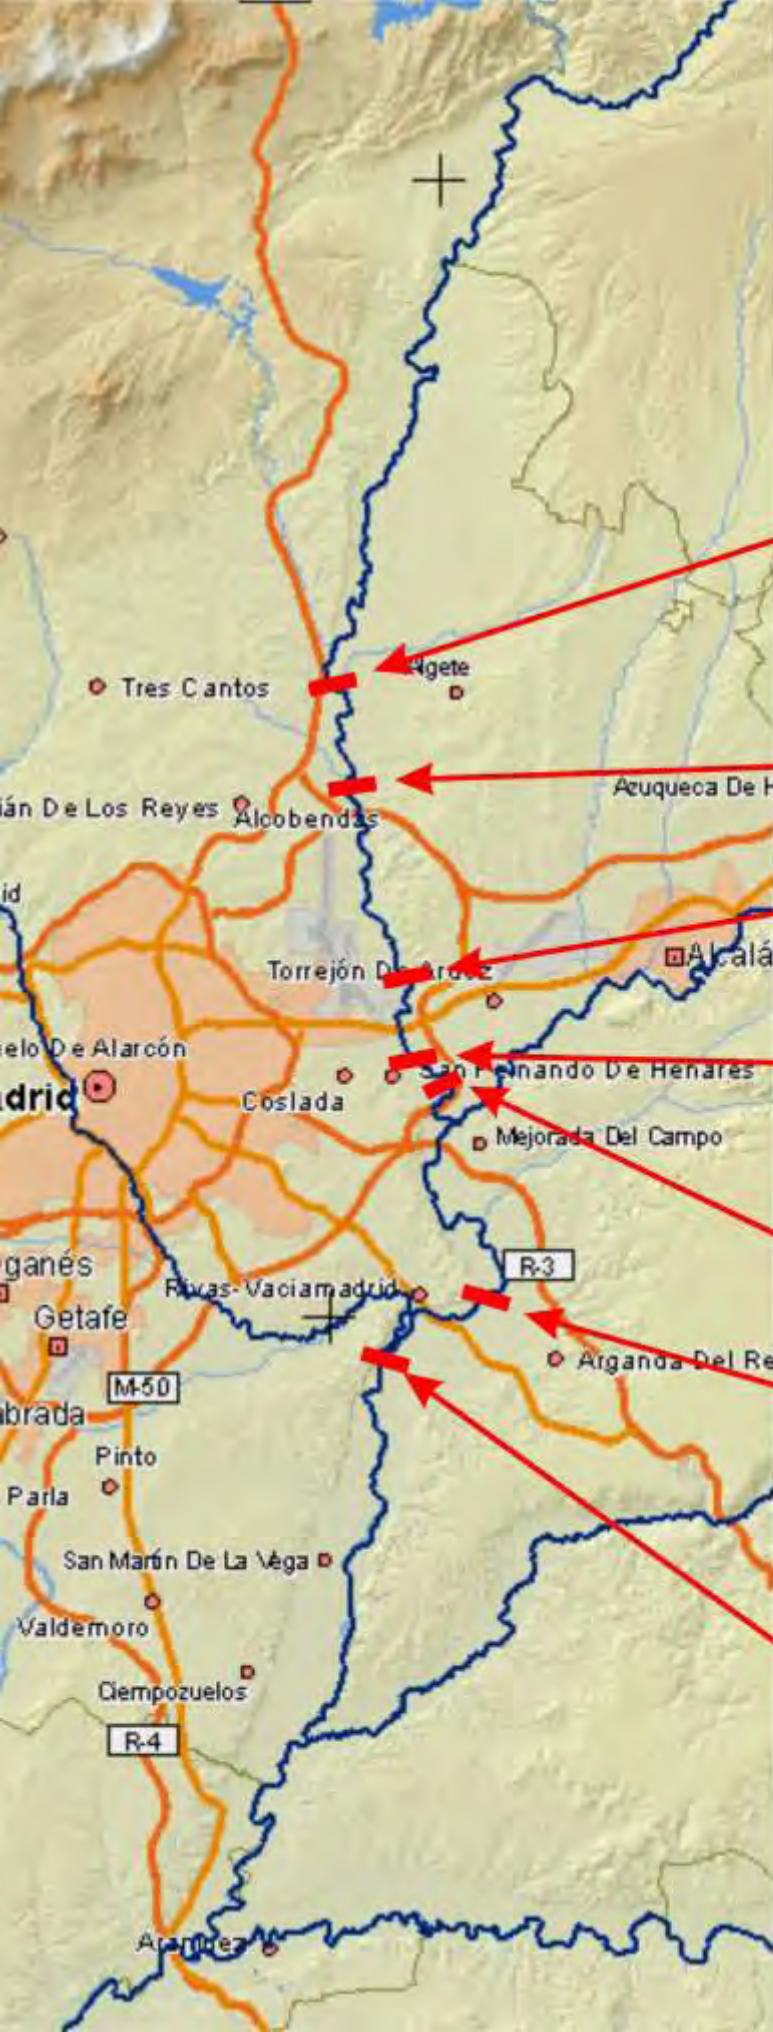 Algete
Tres Cantos
Azuqueca De H
ián De Los Reyes
Alcobendas
id
Alcalá
Torrejón De Ardoz
elo De Alarcón
San Fernando De Henares
drid
Coslada
Mejorada Del Campo
ganés
R-3
Rivas-Vaciamadrid
Getafe
Arganda Del Re
M-50
brada
Pinto
Parla
San Martín De La Vega
Valdemoro
Ciempozuelos
R-4
Aranjuez